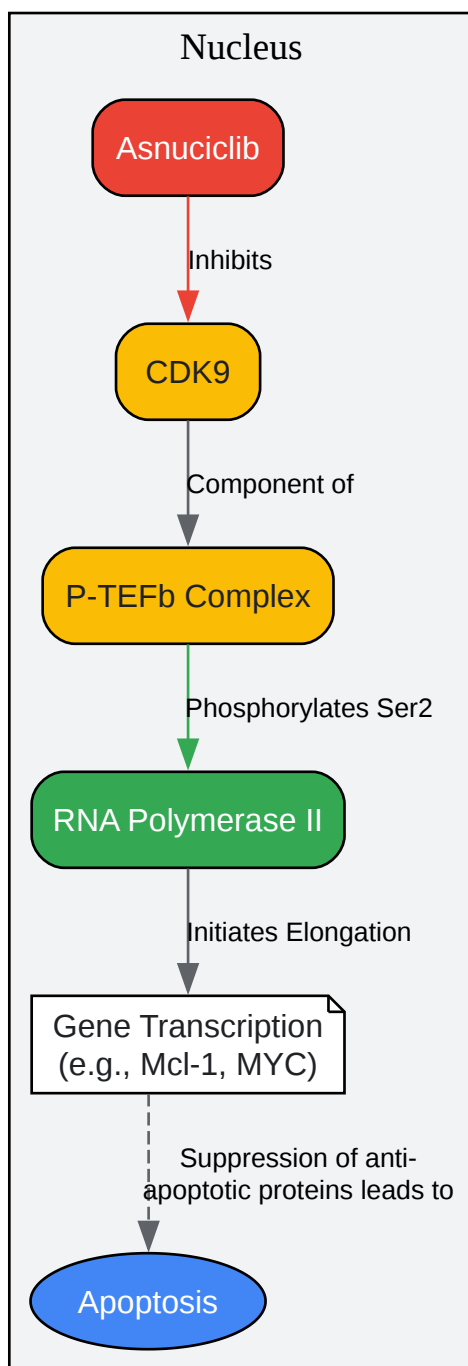 Nucleus
Asnuciclib
Inhibits
CDK9
Component of
P-TEFb Complex
Phosphorylates Ser2
RNA Polymerase II
Initiates Elongation
Gene Transcription
(e.g., Mcl-1, MYC)
Suppression of anti-
apoptotic proteins leads to
Apoptosis